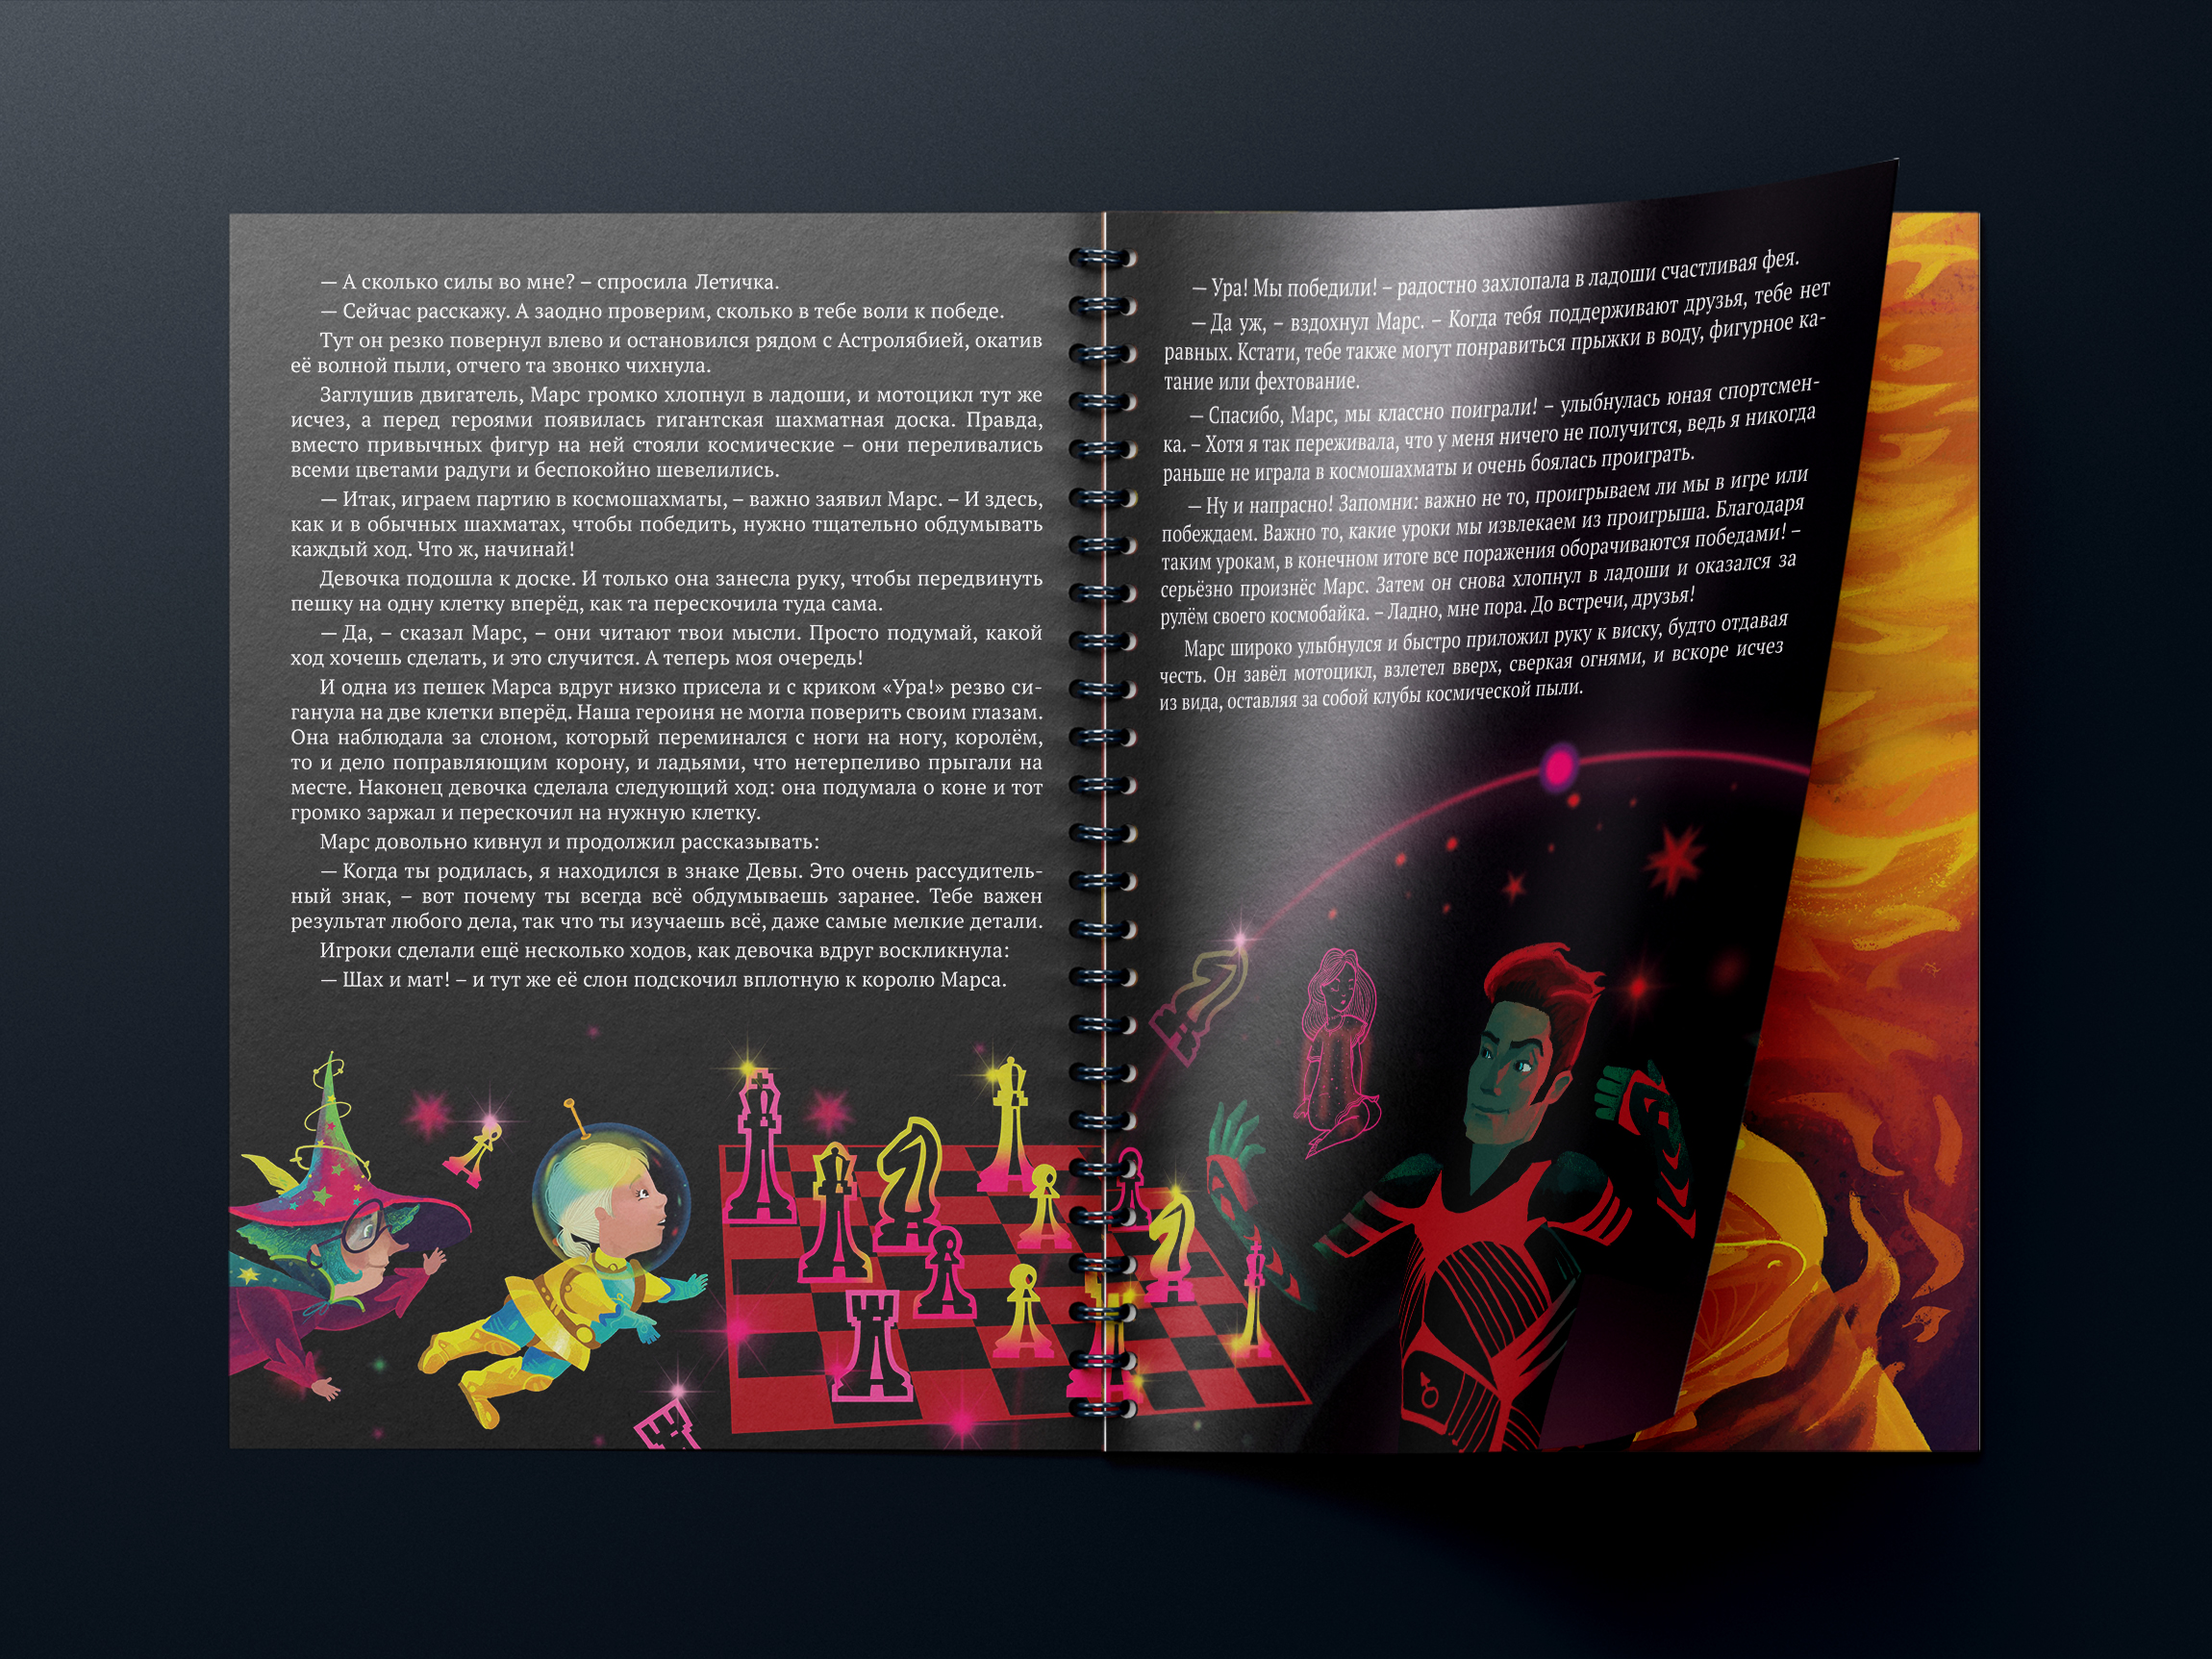 — А сколько силы во мне? – спросила Летичка.
— Сейчас расскажу. А заодно проверим, сколько в тебе воли к победе.
Тут он резко повернул влево и остановился рядом с Астролябией, окатив
её волной пыли, отчего та звонко чихнула.
Заглушив двигатель, Марс громко хлопнул в ладоши, и мотоцикл тут же
исчез, а перед героями появилась гигантская шахматная доска. Правда,
вместо привычных фигур на ней стояли космические – они переливались
всеми цветами радуги и беспокойно шевелились.
— Итак, играем партию в космошахматы, – важно заявил Марс. – И здесь,
как и в обычных шахматах, чтобы победить, нужно тщательно обдумывать
каждый ход. Что ж, начинай!
Девочка подошла к доске. И только она занесла руку, чтобы передвинуть
пешку на одну клетку вперёд, как та перескочила туда сама.
— Да, – сказал Марс, – они читают твои мысли. Просто подумай, какой
ход хочешь сделать, и это случится. А теперь моя очередь!
И одна из пешек Марса вдруг низко присела и с криком «Ура!» резво си-
ганула на две клетки вперёд. Наша героиня не могла поверить своим глазам.
Она наблюдала за слоном, который переминался с ноги на ногу, королём,
то и дело поправляющим корону, и ладьями, что нетерпеливо прыгали на
месте. Наконец девочка сделала следующий ход: она подумала о коне и тот
громко заржал и перескочил на нужную клетку.
Марс довольно кивнул и продолжил рассказывать:
— Когда ты родилась, я находился в знаке Девы. Это очень рассудитель-
ный знак, – вот почему ты всегда всё обдумываешь заранее. Тебе важен
результат любого дела, так что ты изучаешь всё, даже самые мелкие детали.
Игроки сделали ещё несколько ходов, как девочка вдруг воскликнула:
— Шах и мат! – и тут же её слон подскочил вплотную к королю Марса.
— Ура! Мы победили! – радостно захлопала в ладоши счастливая фея.
— Да уж, – вздохнул Марс. – Когда тебя поддерживают друзья, тебе нет
равных. Кстати, тебе также могут понравиться прыжки в воду, фигурное ка-
тание или фехтование.
— Спасибо, Марс, мы классно поиграли! – улыбнулась юная спортсмен-
ка. – Хотя я так переживала, что у меня ничего не получится, ведь я никогда
раньше не играла в космошахматы и очень боялась проиграть.
— Ну и напрасно! Запомни: важно не то, проигрываем ли мы в игре или
побеждаем. Важно то, какие уроки мы извлекаем из проигрыша. Благодаря
таким урокам, в конечном итоге все поражения оборачиваются победами! –
серьёзно произнёс Марс. Затем он снова хлопнул в ладоши и оказался за
рулём своего космобайка. – Ладно, мне пора. До встречи, друзья!
Марс широко улыбнулся и быстро приложил руку к виску, будто отдавая
честь. Он завёл мотоцикл, взлетел вверх, сверкая огнями, и вскоре исчез
из вида, оставляя за собой клубы космической пыли.